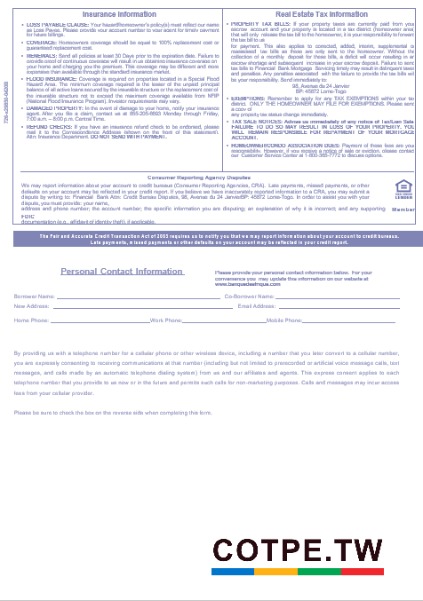 Insurance Information
• LOSS PAYABLE CLAUSE: Your hazard/homeowner's policy(s) must reflect our name
as Loss Payee. Please provide your account number to your agent for timely payment
for future billings.
• COVERAGE: Homeowners coverage should be equal to 100% replacement cost or
guaranteed replacement cost.
• RENEWALS: Send all policies at least 30 Days prior to the expiration date. Failure to
provide proof of continuous coverage will result in us obtaining insurance coverage on
your home and charging you the premium. This coverage may be different and more
expensive than available through the standard insurance market.
• FLOOD INSURANCE: Coverage is required on properties located in a Special Flood
Hazard Area. The minimum coverage required is the lesser of the unpaid principal
balance of all active loans secured by the insurable structure or the replacement cost of
the insurable structure not to exceed the maximum coverage available from NFIP
(National Flood Insurance Program). Investor requirements may vary.
• DAMAGED PROPERTY: In the event of damage to your home, notify your insurance
agent. After you file a claim, contact us at Monday through Friday,
7:00 a.m. – 8:00 p.m. Central Time.
• REFUND CHECKS: If you have an insurance refund check to be endorsed, please
mail it to the Correspondence Address (shown on the front of this statement).
Attn: Insurance Department. DO NOT SEND WITH PAYMENT.
Real Estate Tax Information
• PROPERTY TAX BILLS: If your property taxes are currently paid from you
escrow account and your property is located in a tax district (homeowner area
that will only release the tax bill to the homeowner, it is your responsibility to forward
the tax bill to us
for payment. This also applies to corrected, added, interim, supplemental is
reassessed tax bills as these are only sent to the homeowner. Without the
collection of a monthly deposit for these bills, a deficit will occur resulting in an
escrow shortage and subsequent increase in your escrow deposit. Failure to send
tax bills to Financial Bank Mortgage Servicing timely may result in delinquent taxes
and penalties. Any penalties associated with the failure to provide the tax bills will
be your responsibility. Send immediately to:
98, Avenue du 24 Janvier
BP: 45872 Lome-Togo
• EXEMPTIONS: Remember to apply for any TAX EXEMPTIONS within your tax
district. ONLY THE HOMEOWNER MAY FILE FOR EXEMPTIONS. Please sent
a copy of
any property tax status change immediately.
• TAX SALE NOTICES: Advise us immediately of any notice of Tax/Loan Sale
FAILURE TO DO SO MAY RESULT IN LOSS OF YOUR PROPERTY. YOU
WILL REMAIN RESPONSIBLE FOR REPAYMENT OF YOUR MORTGAGE
ACCOUNT.
• HOMEOWNERS/CONDO ASSOCIATION DUES: Payment of these fees are your
responsibility. However, if you receive a notice of sale or eviction, please contact
our Customer Service Center at 1-800-365-7772 to discuss options.
Consumer Reporting Agency Disputes
We may report information about your account to credit bureaus (Consumer Reporting Agencies, CRA). Late payments, missed payments, or other
defaults on your account may be reflected in your credit report. If you believe we have inaccurately reported information to a CRA, you may submit a
dispute by writing to: Financial Bank Attn: Credit Bureau Disputes, 98, Avenue du 24 JanvierBP: 45872 Lome-Togo. In order to assist you with your
dispute, you must provide: your name,
address and phone number; the account number; the specific information you are disputing; an explanation of why it is incorrect; and any supporting
documentation (e.g., affidavit of identity theft), if applicable.
Member
FDIC
The Fair and Accurate Credit Transaction Act of 2003 requires us to notify you that we may report information about your account to credit bureaus.
Late payments, missed payments or other defaults on your account may be reflected in your credit report.
Personal Contact Information
Please provide your personal contact information below. For your
convenience you may update this information on your website at
Borrower Name:
Co-Borrower Name:
New Address:
Email Address:
Home Phone:
Work Phone:
Mobile Phone:
By providing us with a telephone number for a cellular phone or other wireless device, including a number that you later convert to a cellular number,
you are expressly consenting to receiving communications at that number (including but not limited to prerecorded or artificial voice message calls, text
messages, and calls made by an automatic telephone dialing system) from us and our affiliates and agents. This express consent applies to each
telephone number that you provide to us now or in the future and permits such calls for non-marketing purposes. Calls and messages may incur access
fees from your cellular provider.
Please be sure to check the box on the reverse side when completing this form.
COTPE.TW